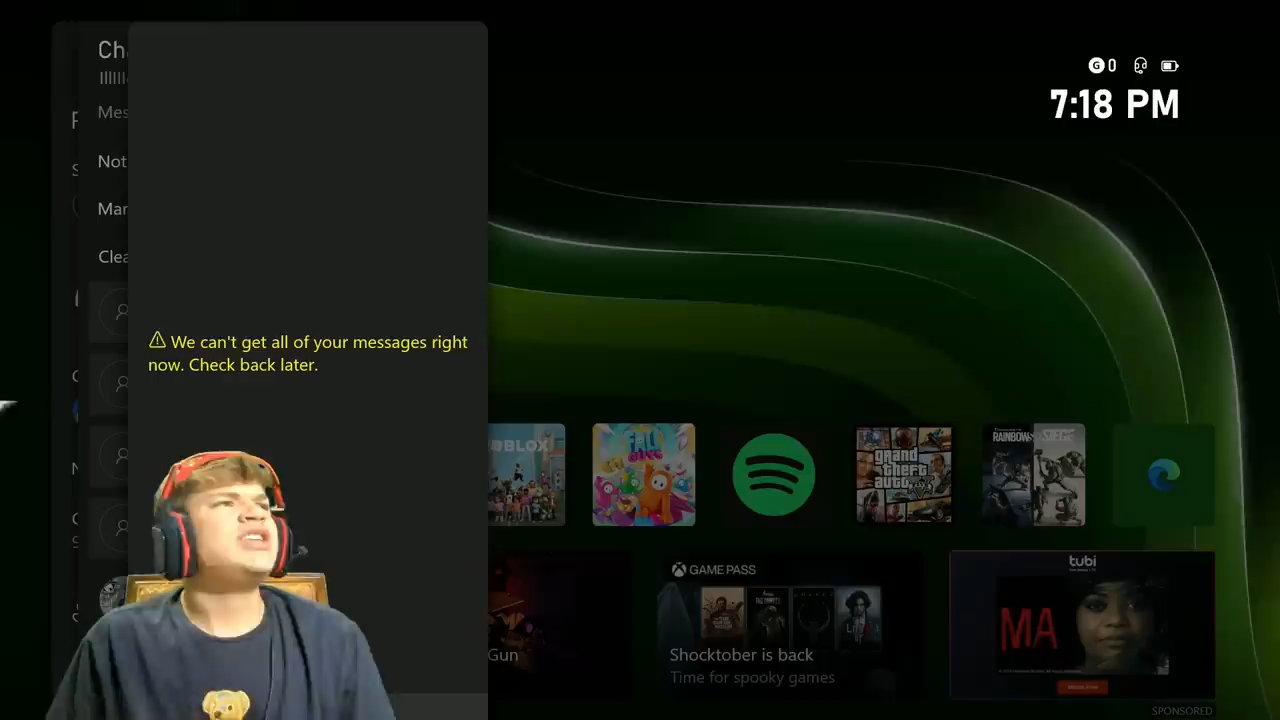 G 0
7:18 PM
Ch
Mes
Not
Mar
Clea
⚠ We can't get all of your messages right
now. Check back later.
BLOX
FALL
GUYS
grand
theft
auto
RAINBOW SIEGE
Gun
XBOX GAME PASS
Shocktober is back
Time for spooky games
tubi
MA
SPONSORED